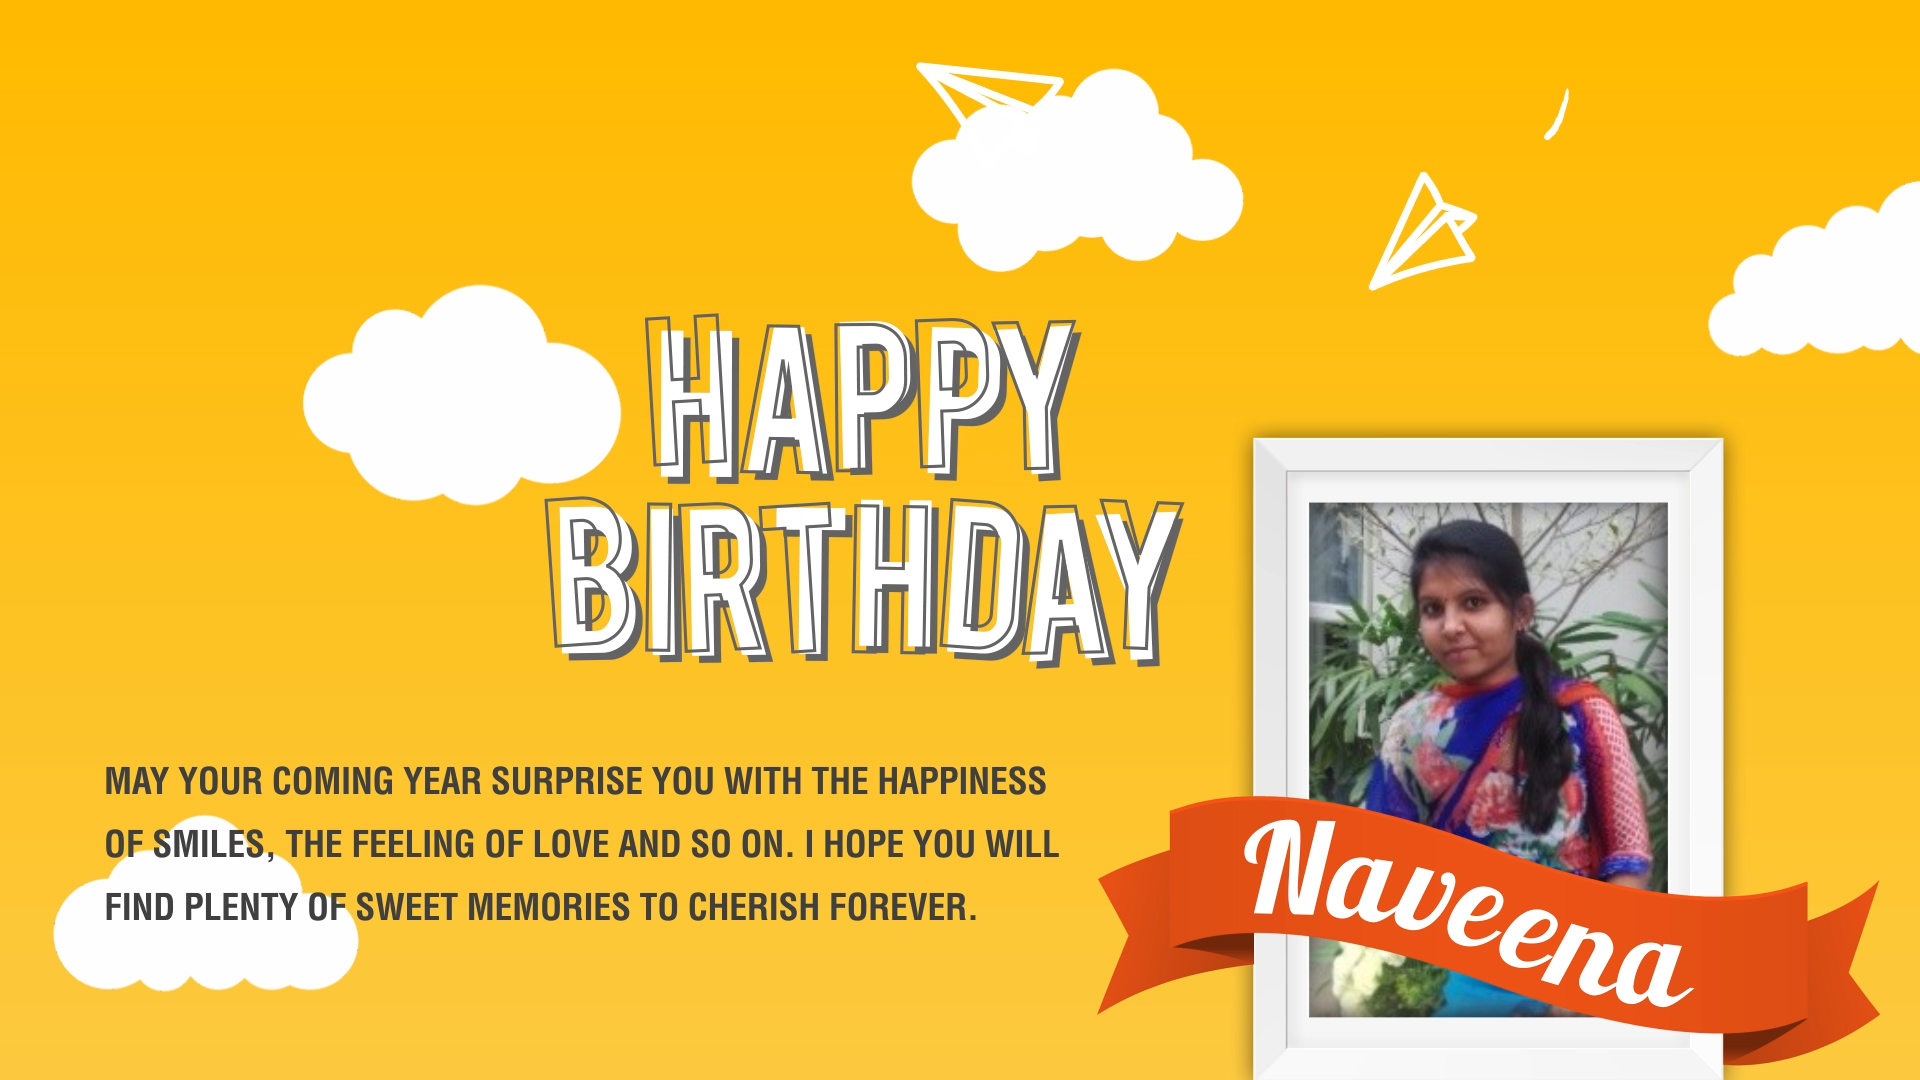 HAPPY
BIRTHDAY
MAY YOUR COMING YEAR SURPRISE YOU WITH THE HAPPINESS
OF SMILES, THE FEELING OF LOVE AND SO ON. I HOPE YOU WILL
FIND PLENTY OF SWEET MEMORIES TO CHERISH FOREVER.
Naveena